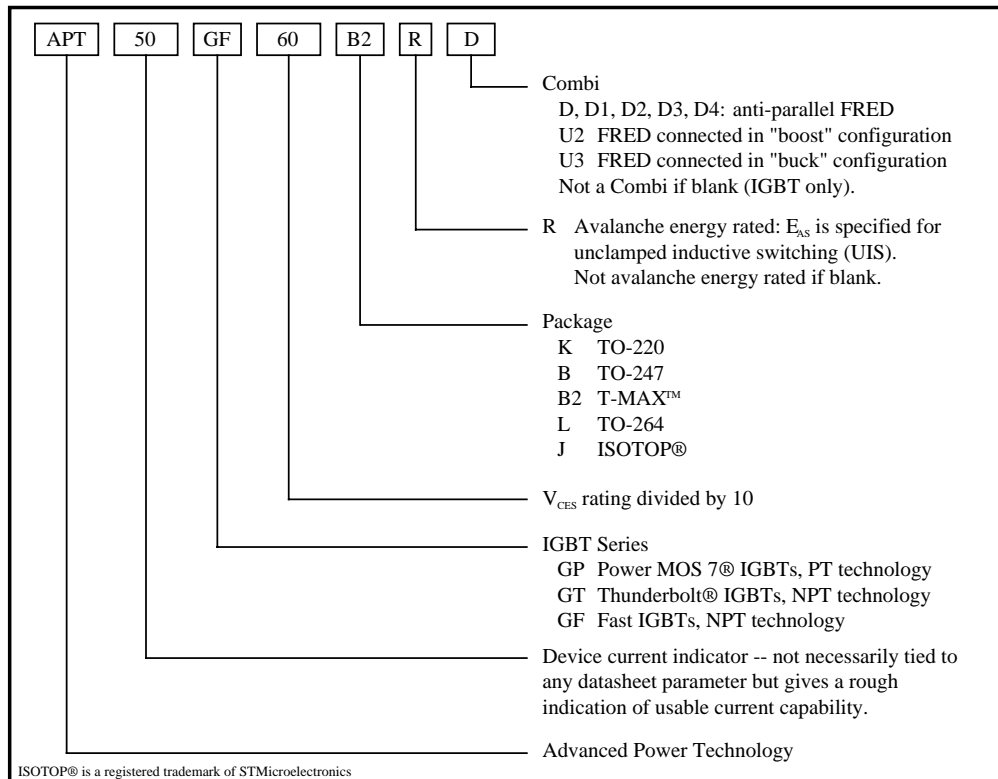 APT 50 GF 60 B2 R D
Combi
D, D1, D2, D3, D4: anti-parallel FRED
U2 FRED connected in "boost" configuration
U3 FRED connected in "buck" configuration
Not a Combi if blank (IGBT only).
R Avalanche energy rated: EAS is specified for
unclamped inductive switching (UIS).
Not avalanche energy rated if blank.
Package
K TO-220
B TO-247
B2 T-MAX™
L TO-264
J ISOTOP®
VCES rating divided by 10
IGBT Series
GP Power MOS 7® IGBTs, PT technology
GT Thunderbolt® IGBTs, NPT technology
GF Fast IGBTs, NPT technology
Device current indicator -- not necessarily tied to
any datasheet parameter but gives a rough
indication of usable current capability.
Advanced Power Technology
ISOTOP® is a registered trademark of STMicroelectronics